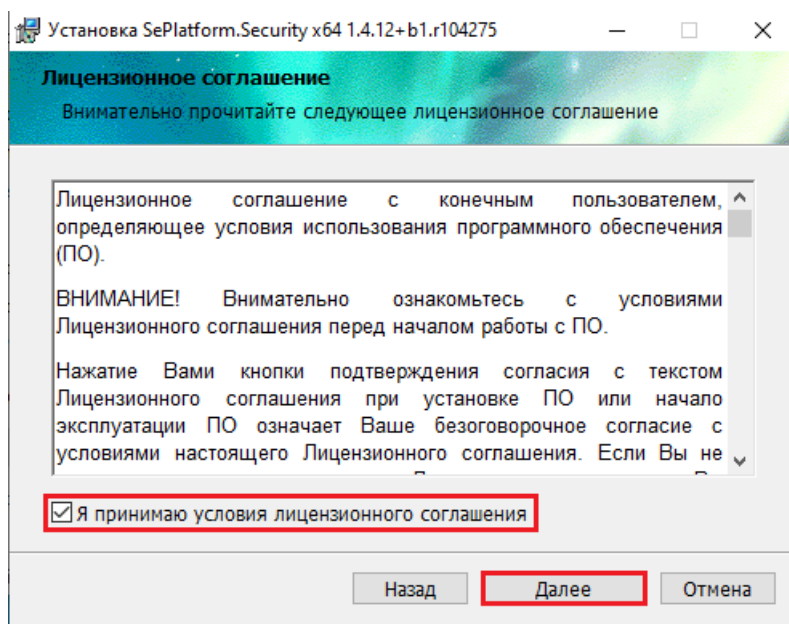 Установка SePlatform.Security x64 1.4.12+b1.r104275
Лицензионное соглашение
Внимательно прочитайте следующее лицензионное соглашение
Лицензионное соглашение с конечным пользователем,
определяющее условия использования программного обеспечения
(ПО).
ВНИМАНИЕ! Внимательно ознакомьтесь с условиями
Лицензионного соглашения перед началом работы с ПО.
Нажатие Вами кнопки подтверждения согласия с текстом
Лицензионного соглашения при установке ПО или начало
эксплуатации ПО означает Ваше безоговорочное согласие с
условиями настоящего Лицензионного соглашения. Если Вы не
Я принимаю условия лицензионного соглашения
Назад Далее Отмена